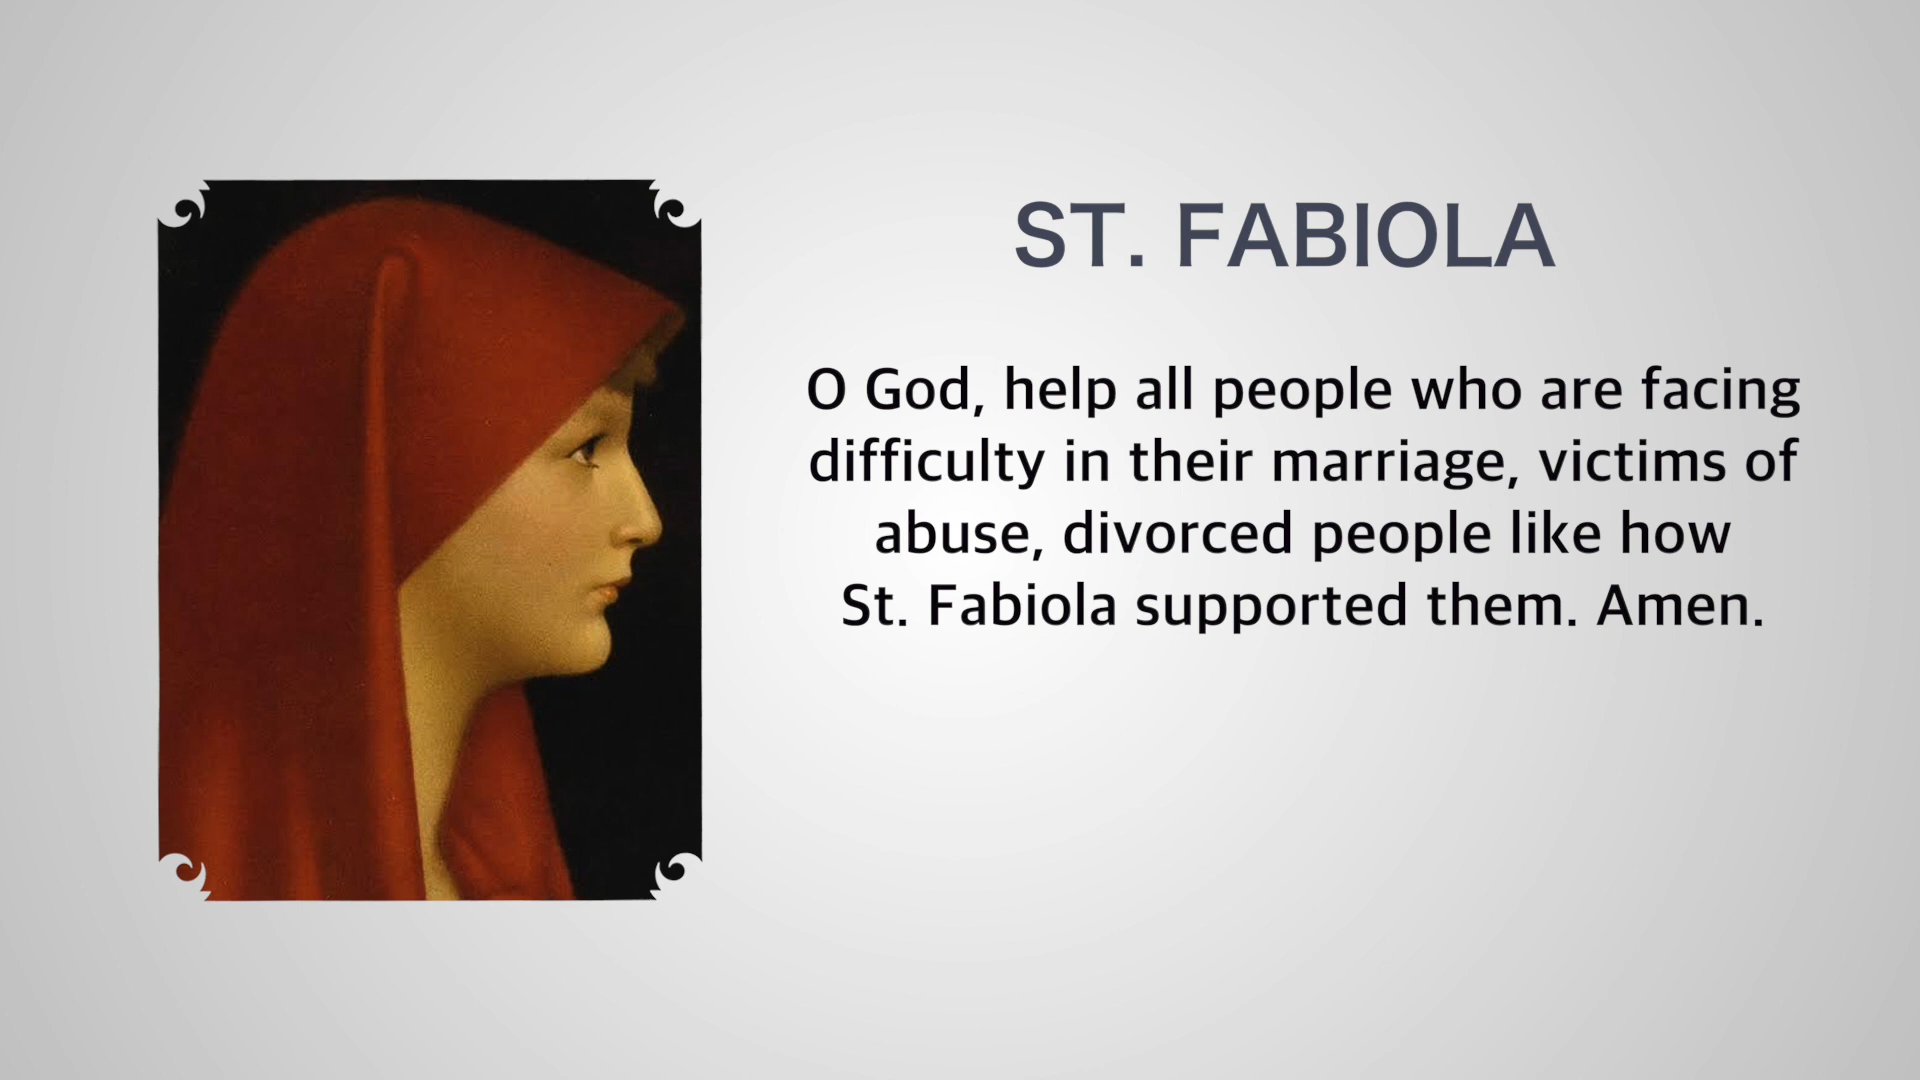 ST. FABIOLA
O God, help all people who are facing
difficulty in their marriage, victims of
abuse, divorced people like how
St. Fabiola supported them. Amen.